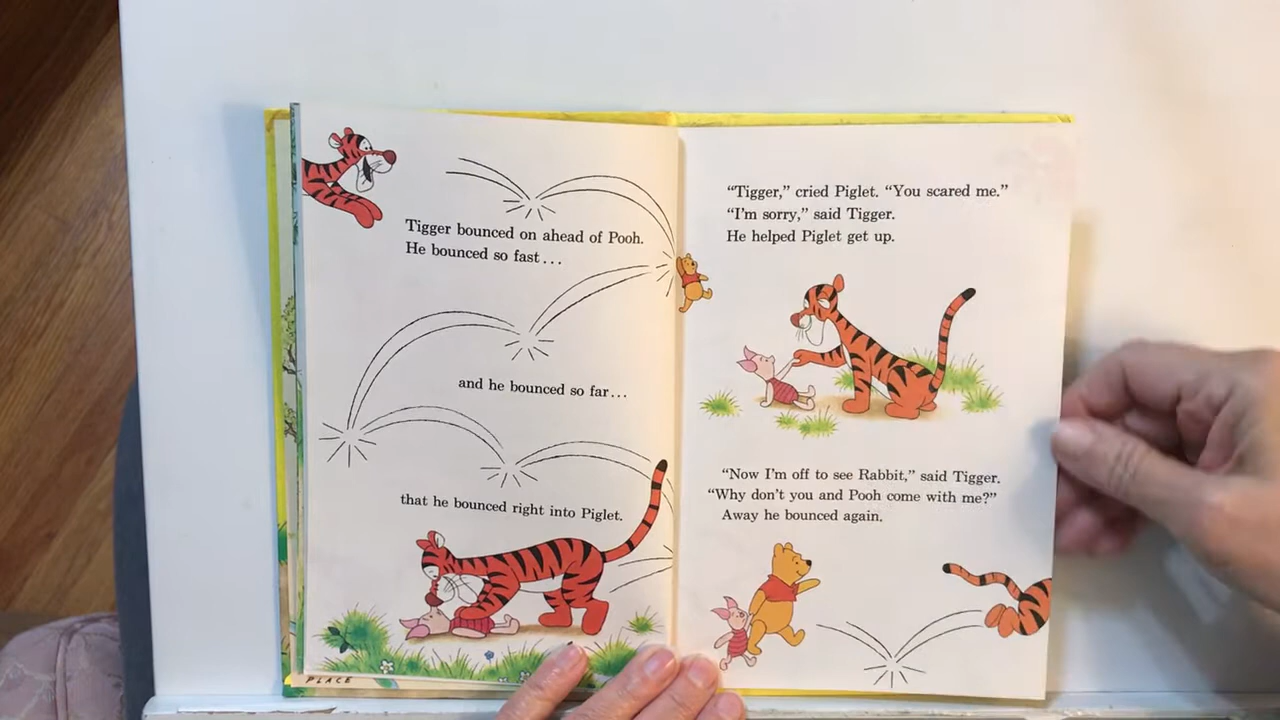 Tigger bounced on ahead of Pooh.
He bounced so fast . . .
and he bounced so far . . .
that he bounced right into Piglet.
PLACE
“Tigger,” cried Piglet. “You scared me.”
“I’m sorry,” said Tigger.
He helped Piglet get up.
“Now I’m off to see Rabbit,” said Tigger.
“Why don’t you and Pooh come with me?”
Away he bounced again.